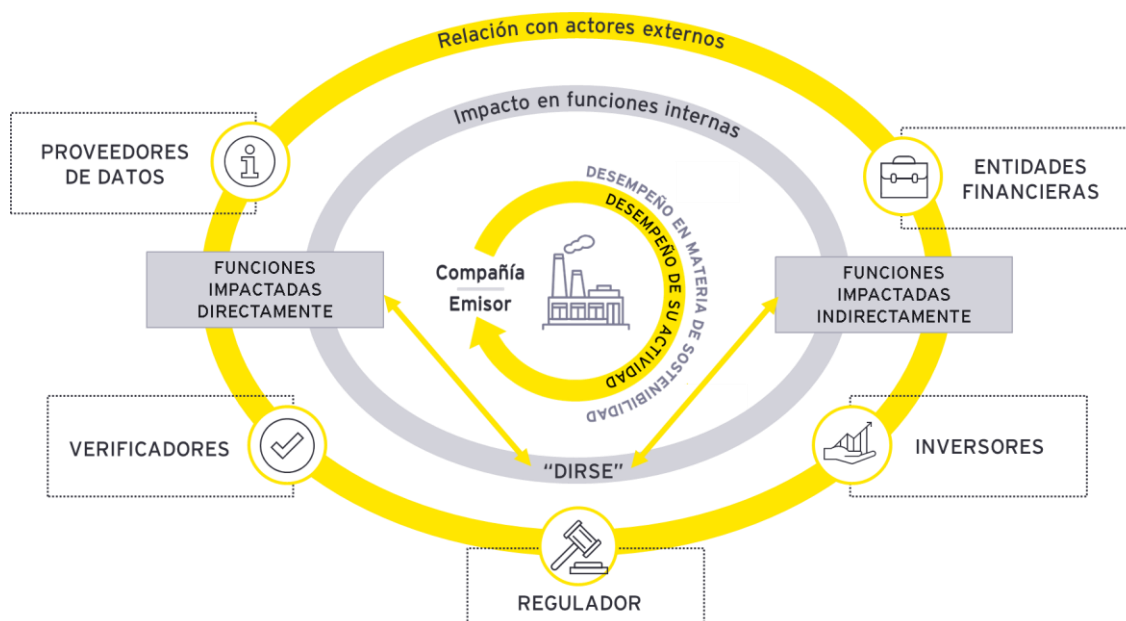 Relación con actores externos
Impacto en funciones internas
PROVEEDORES
DE DATOS
ENTIDADES
FINANCIERAS
DESEMPEÑO EN MATERIA DE SOSTENIBILIDAD
DESEMPEÑO DE SU ACTIVIDAD
Compañía
Emisor
FUNCIONES
IMPACTADAS
DIRECTAMENTE
FUNCIONES
IMPACTADAS
INDIRECTAMENTE
VERIFICADORES
INVERSORES
“DIRSE”
REGULADOR